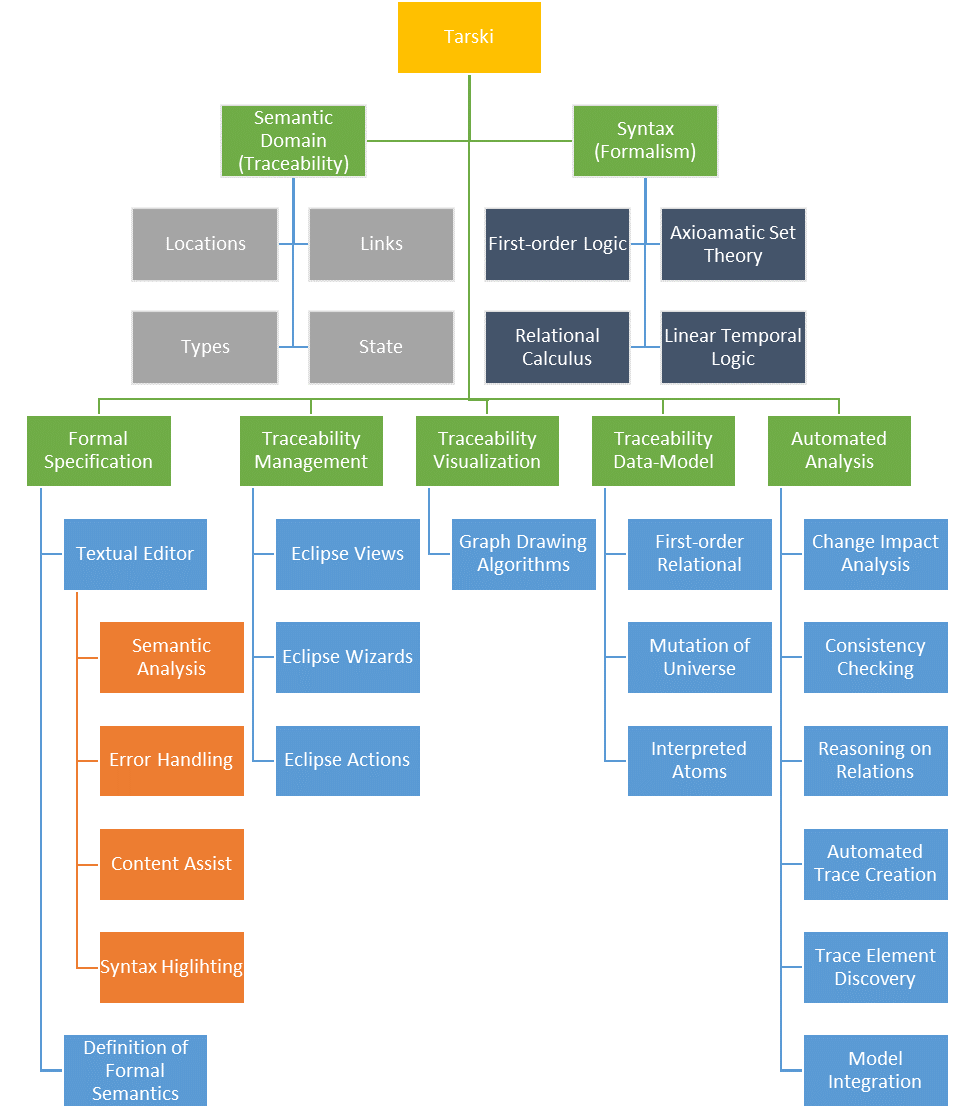 Tarski
Semantic
Domain
(Traceability)
Syntax
(Formalism)
Locations
Links
First-order Logic
Axioamatic Set
Theory
Types
State
Relational
Calculus
Linear Temporal
Logic
Formal
Specification
Traceability
Management
Traceability
Visualization
Traceability
Data-Model
Automated
Analysis
Textual Editor
Eclipse Views
Graph Drawing
Algorithms
First-order
Relational
Change Impact
Analysis
Semantic
Analysis
Eclipse Wizards
Mutation of
Universe
Consistency
Checking
Error Handling
Eclipse Actions
Interpreted
Atoms
Reasoning on
Relations
Content Assist
Automated
Trace Creation
Syntax Higlihting
Trace Element
Discovery
Definition of
Formal
Semantics
Model
Integration